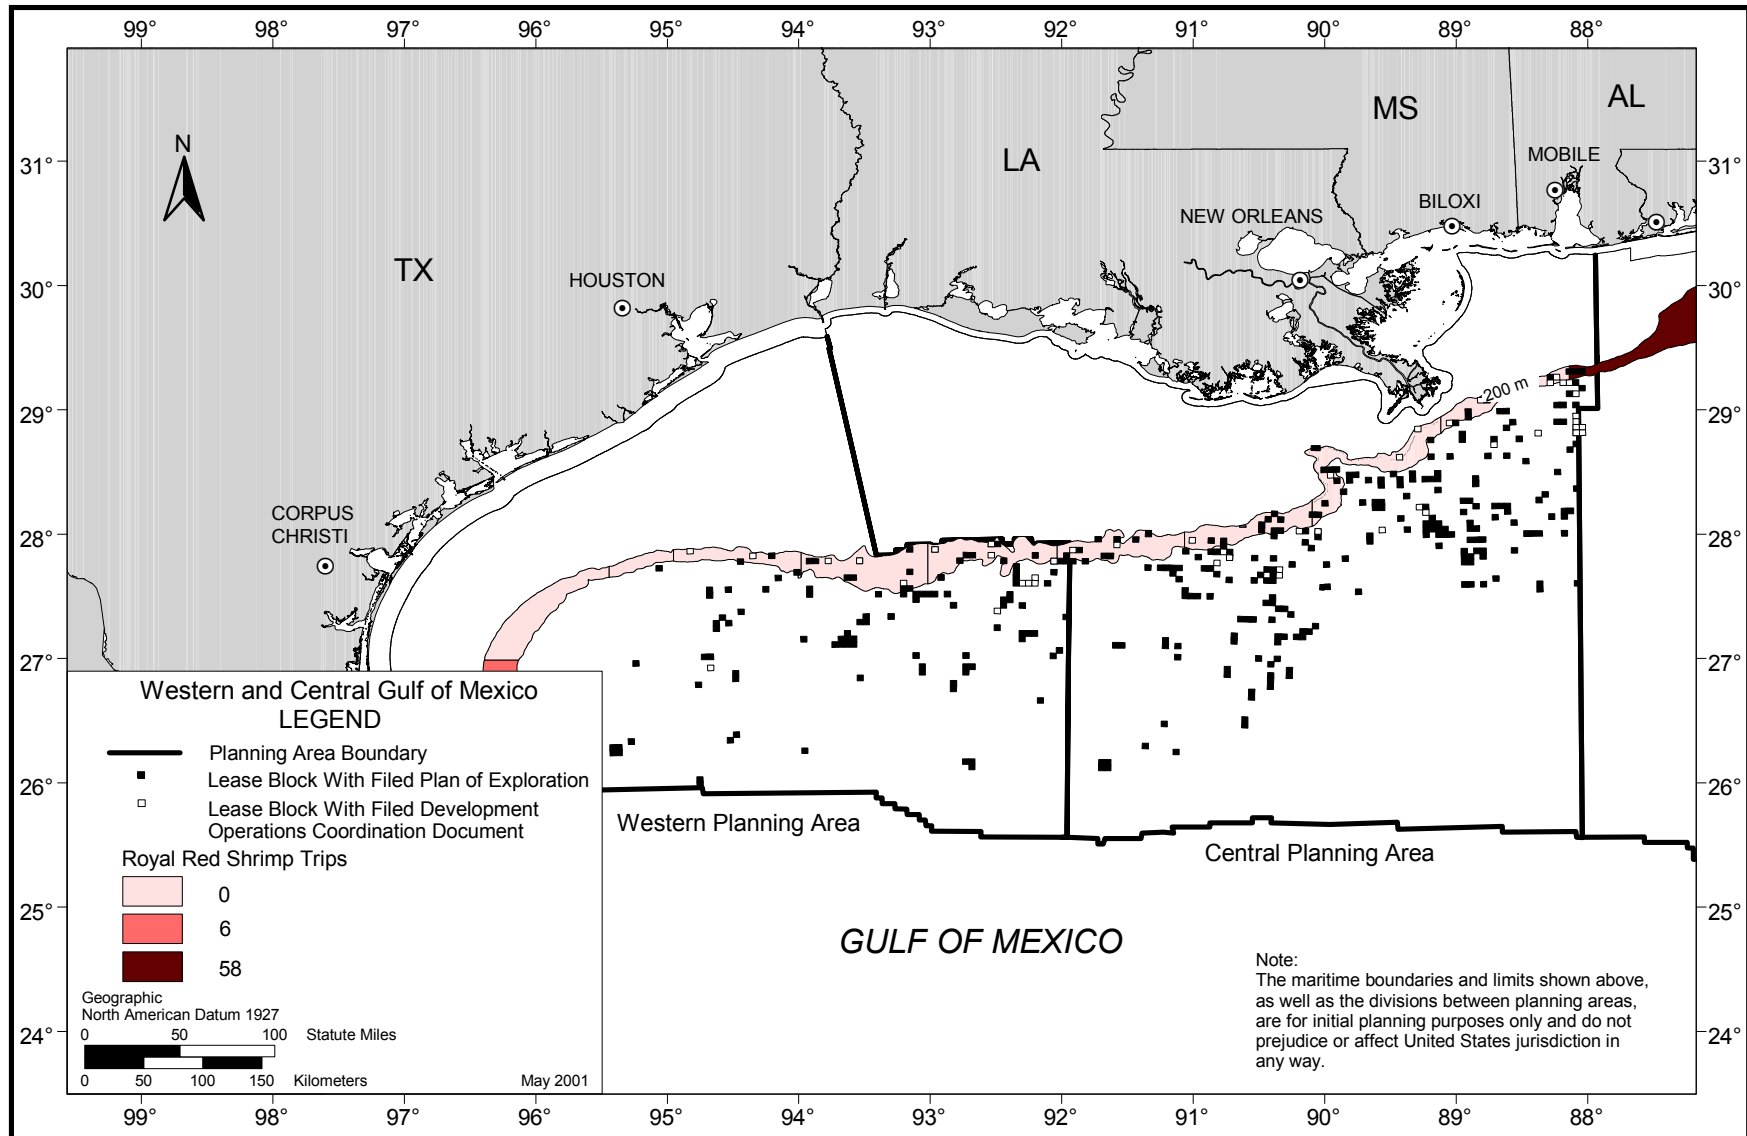 99° 98° 97° 96° 95° 94° 93° 92° 91° 90° 89° 88°
N
31°
30°
29°
28°
27°
26°
25°
24°
31°
30°
29°
28°
27°
26°
25°
24°
TX
LA
MS
AL
MOBILE
BILOXI
NEW ORLEANS
HOUSTON
CORPUS
CHRISTI
200 m
Western and Central Gulf of Mexico
LEGEND
Planning Area Boundary
Lease Block With Filed Plan of Exploration
Lease Block With Filed Development
Operations Coordination Document
Royal Red Shrimp Trips
0
6
58
Geographic
North American Datum 1927
0 50 100 Statute Miles
0 50 100 150 Kilometers
May 2001
Western Planning Area
Central Planning Area
GULF OF MEXICO
Note:
The maritime boundaries and limits shown above,
as well as the divisions between planning areas,
are for initial planning purposes only and do not
prejudice or affect United States jurisdiction in
any way.
99° 98° 97° 96° 95° 94° 93° 92° 91° 90° 89° 88°